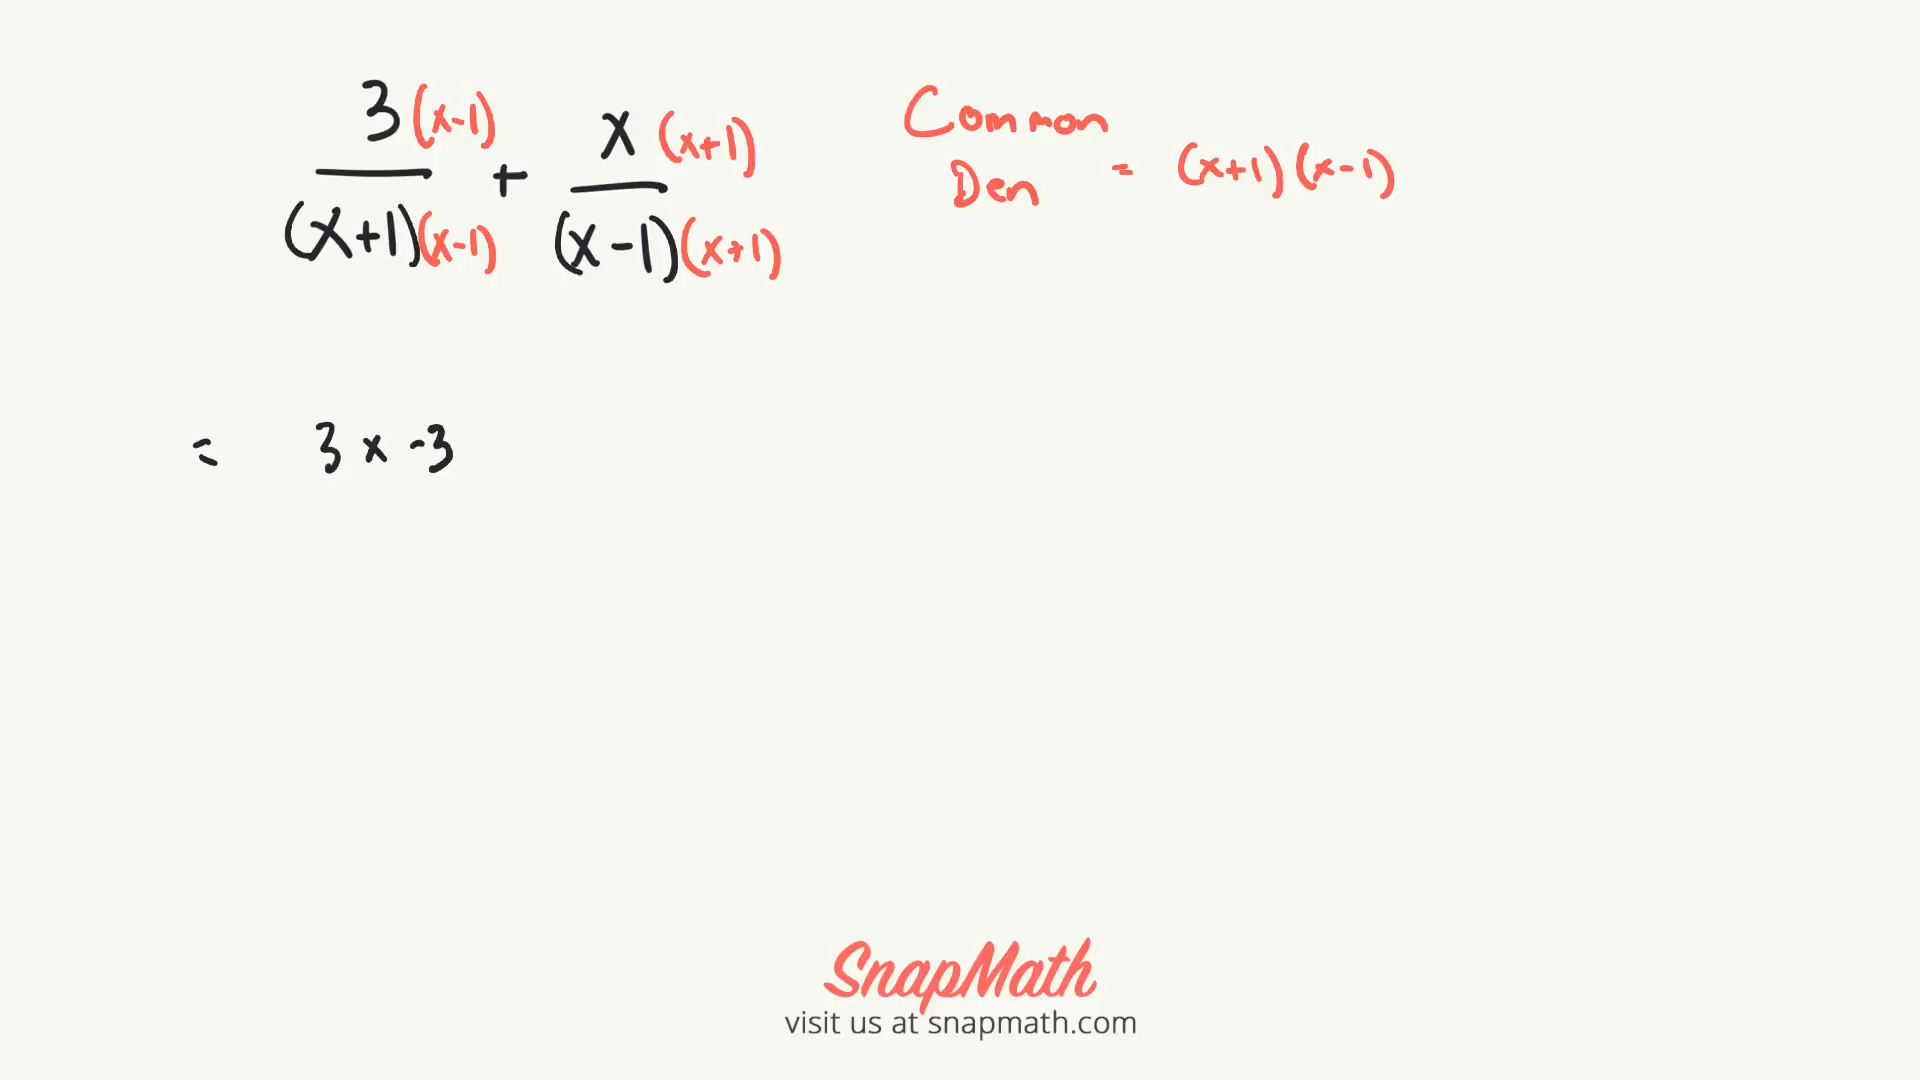 3(x-1) / (x+1)(x-1) + x(x+1) / (x-1)(x+1)
Common
Den = (x+1)(x-1)
= 3x-3
SnapMath
visit us at snapmath.com